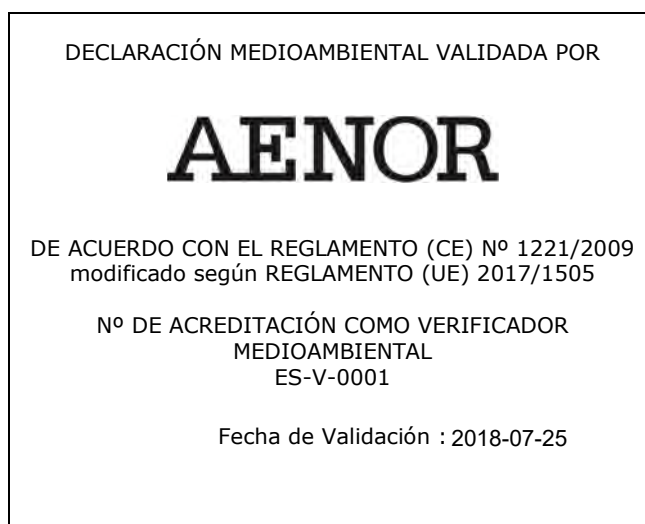 DECLARACIÓN MEDIOAMBIENTAL VALIDADA POR
AENOR
DE ACUERDO CON EL REGLAMENTO (CE) Nº 1221/2009
modificado según REGLAMENTO (UE) 2017/1505
Nº DE ACREDITACIÓN COMO VERIFICADOR
MEDIOAMBIENTAL
ES-V-0001
Fecha de Validación : 2018-07-25